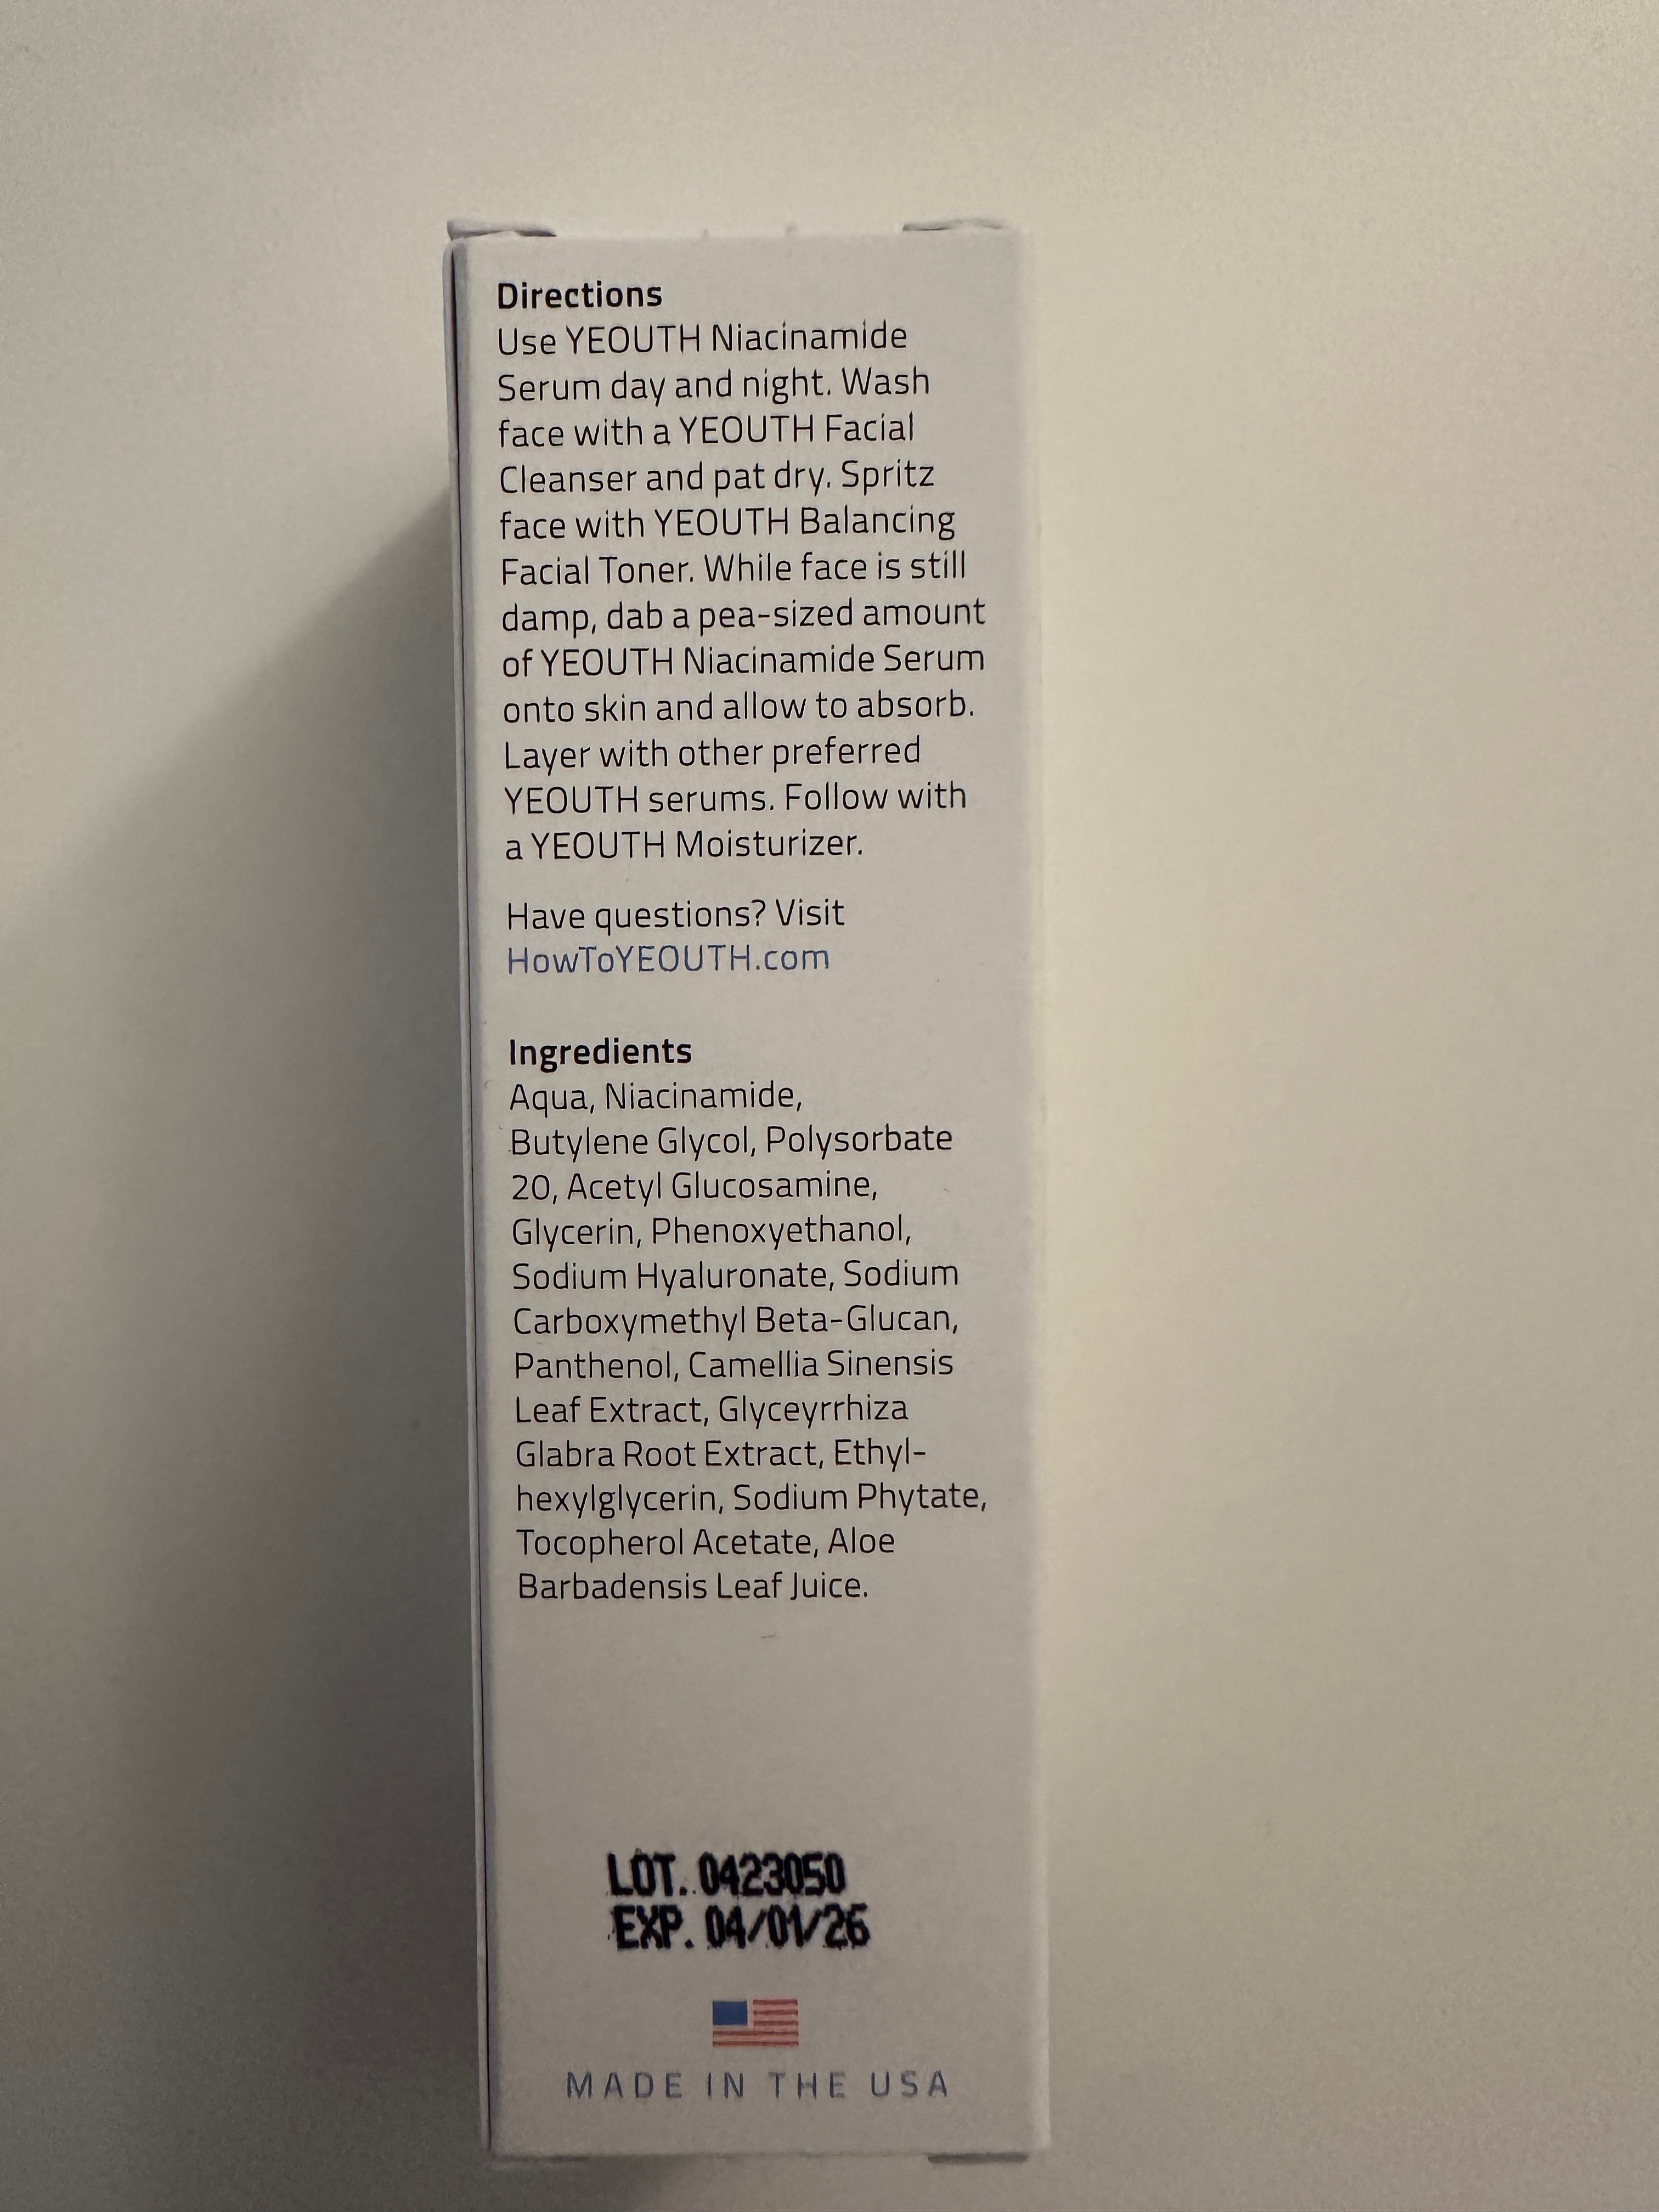 Directions
Use YEOUTH Niacinamide
Serum day and night. Wash
face with a YEOUTH Facial
Cleanser and pat dry. Spritz
face with YEOUTH Balancing
Facial Toner. While face is still
damp, dab a pea-sized amount
of YEOUTH Niacinamide Serum
onto skin and allow to absorb.
Layer with other preferred
YEOUTH serums. Follow with
a YEOUTH Moisturizer.
Have questions? Visit
HowToYEOUTH.com
Ingredients
Aqua, Niacinamide,
Butylene Glycol, Polysorbate
20, Acetyl Glucosamine,
Glycerin, Phenoxyethanol,
Sodium Hyaluronate, Sodium
Carboxymethyl Beta-Glucan,
Panthenol, Camellia Sinensis
Leaf Extract, Glyceyrrhiza
Glabra Root Extract, Ethyl-
hexylglycerin, Sodium Phytate,
Tocopherol Acetate, Aloe
Barbadensis Leaf Juice.
LOT. 0423050
EXP. 04/01/26
MADE IN THE USA